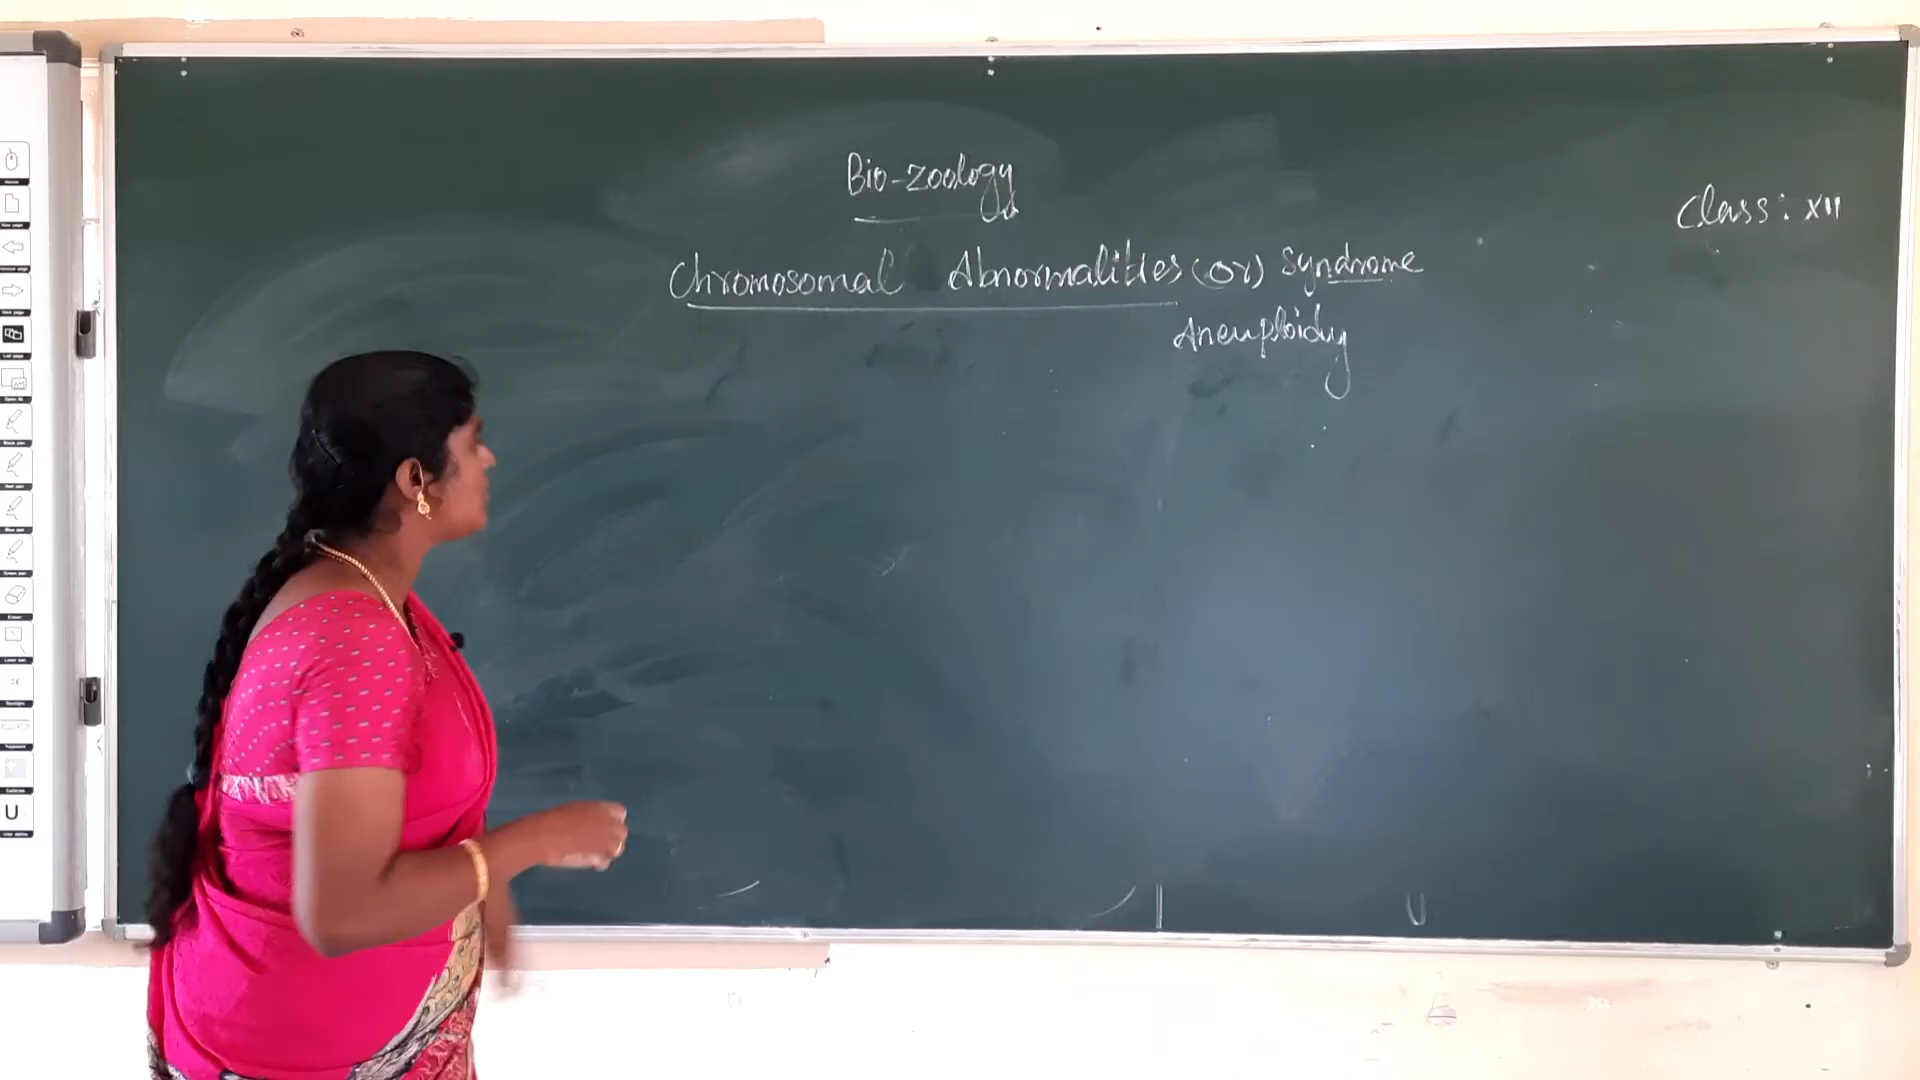 Bio-zoology
Class: XII
Chromosomal Abnormalities (or) Syndrome
Aneuploidy
U